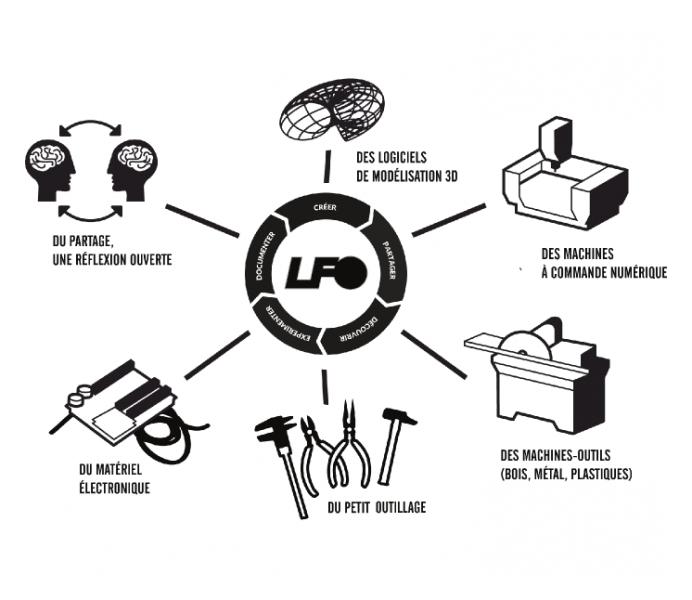 DES LOGICIELS
DE MODÉLISATION 3D
DU PARTAGE,
UNE RÉFLEXION OUVERTE
DES MACHINES
À COMMANDE NUMÉRIQUE
CRÉER
PARTAGER
DÉCOUVRIR
EXPERIMENTER
DOCUMENTER
LFO
DU MATÉRIEL
ÉLECTRONIQUE
DU PETIT OUTILLAGE
DES MACHINES-OUTILS
(BOIS, MÉTAL, PLASTIQUES)